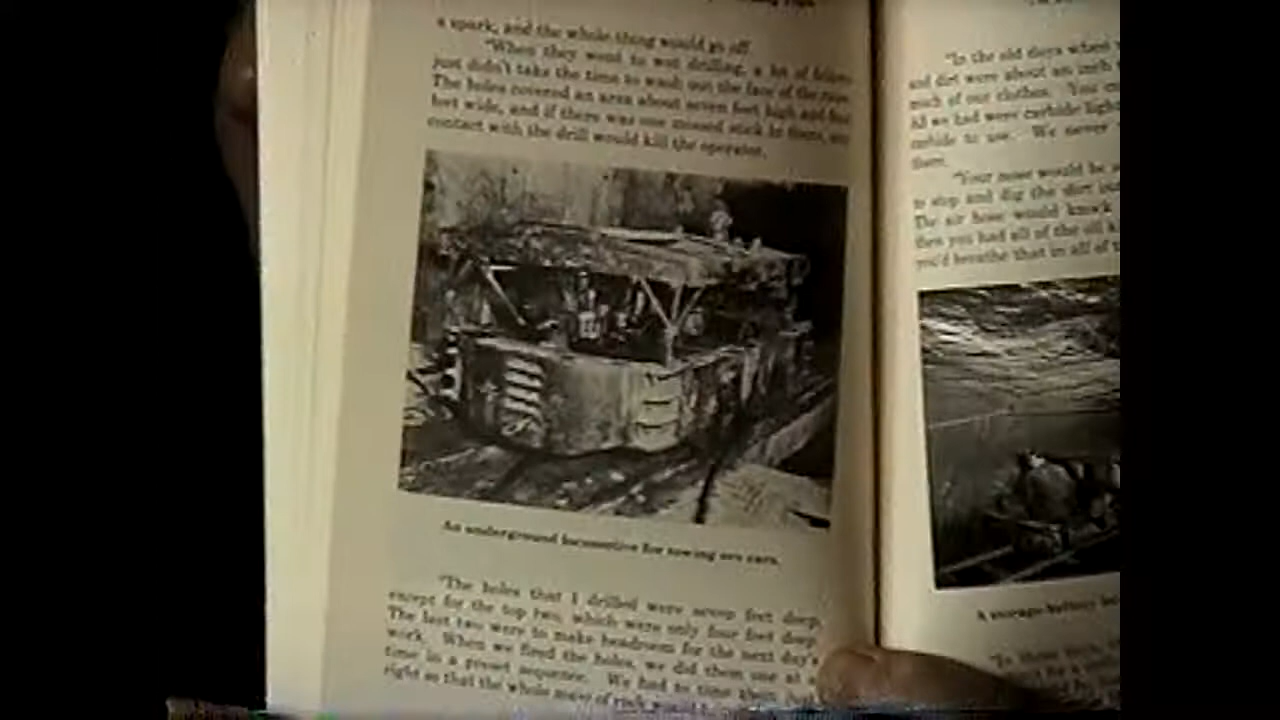 a spark, and the whole thing would go off.
"When they went to wet drilling, a lot of fellows
just didn't take the time to wash out the face of the
The holes covered an area about seven feet high and four
feet wide, and if there was one missed stick in them, any
contact with the drill would kill the operator.
An underground locomotive for towing ore cars.
"The holes that I drilled were seven feet deep,
except for the top two, which were only four feet deep.
The last two were to make headroom for the next day's
work. When we fired the holes, we did them one at a
time in a preset sequence. We had to time them just
right so that the whole mass of rock would
"In the old days when
and dirt were about an inch
much of our clothes. You
All we had were carbide lights
carbide to use. We never
them.
"Your nose would be
to stop and dig the dirt out
The air hose would knock
then you had all of the oil
you'd breathe that in all of
A storage-battery